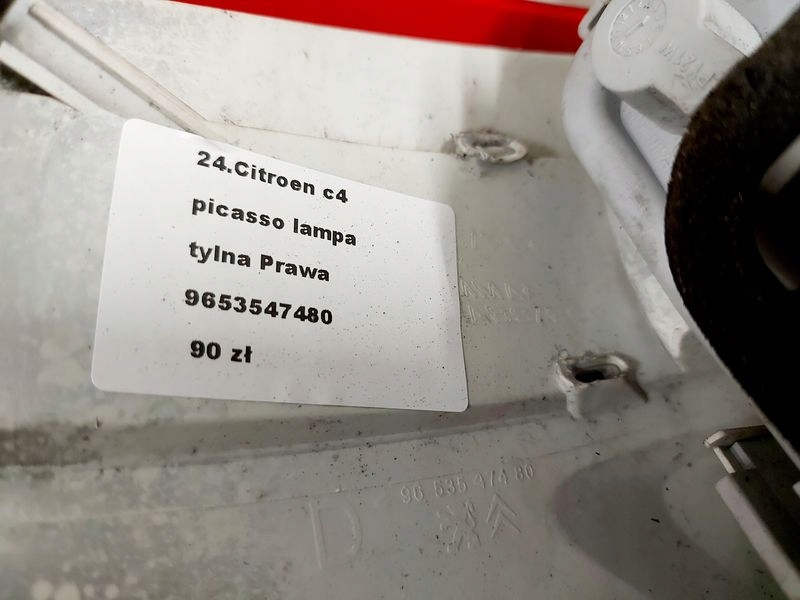 24.Citroen c4
picasso lampa
tylna Prawa
9653547480
90 zł
96 535 474 80
D